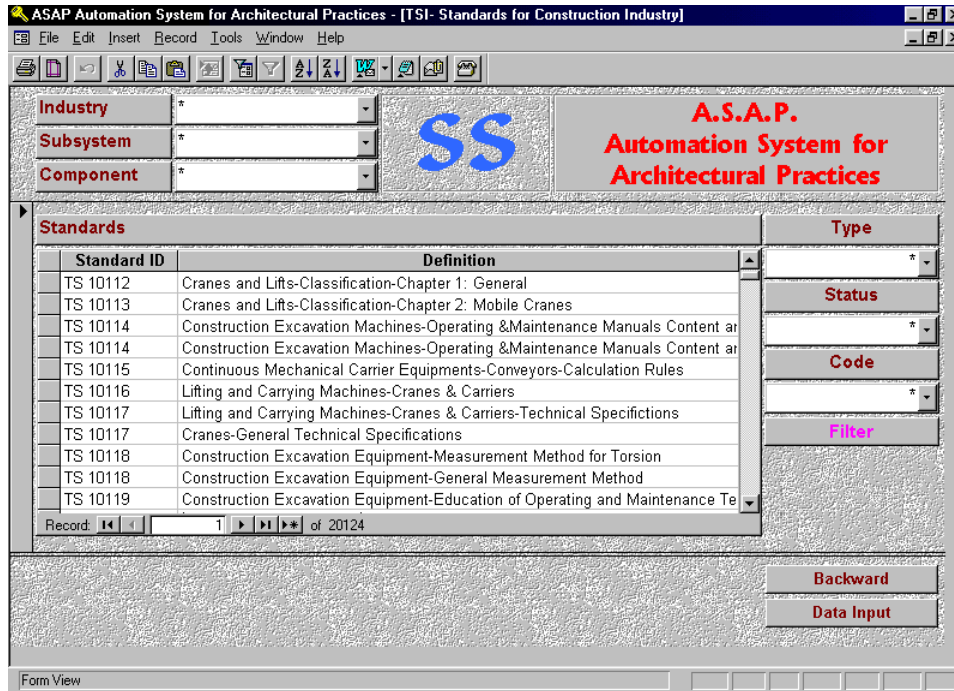 ASAP Automation System for Architectural Practices - [TSI- Standards for Construction Industry]
File Edit Insert Record Tools Window Help
Industry *
Subsystem *
Component *
SS
A.S.A.P.
Automation System for
Architectural Practices
Standards
Standard ID Definition
TS 10112 Cranes and Lifts-Classification-Chapter 1: General
TS 10113 Cranes and Lifts-Classification-Chapter 2: Mobile Cranes
TS 10114 Construction Excavation Machines-Operating &Maintenance Manuals Content ar
TS 10114 Construction Excavation Machines-Operating &Maintenance Manuals Content ar
TS 10115 Continuous Mechanical Carrier Equipments-Conveyors-Calculation Rules
TS 10116 Lifting and Carrying Machines-Cranes & Carriers
TS 10117 Lifting and Carrying Machines-Cranes & Carriers-Technical Specifictions
TS 10117 Cranes-General Technical Specifications
TS 10118 Construction Excavation Equipment-Measurement Method for Torsion
TS 10118 Construction Excavation Equipment-General Measurement Method
TS 10119 Construction Excavation Equipment-Education of Operating and Maintenance Te
Record: 1 of 20124
Type
*
Status
*
Code
*
Filter
Backward
Data Input
Form View